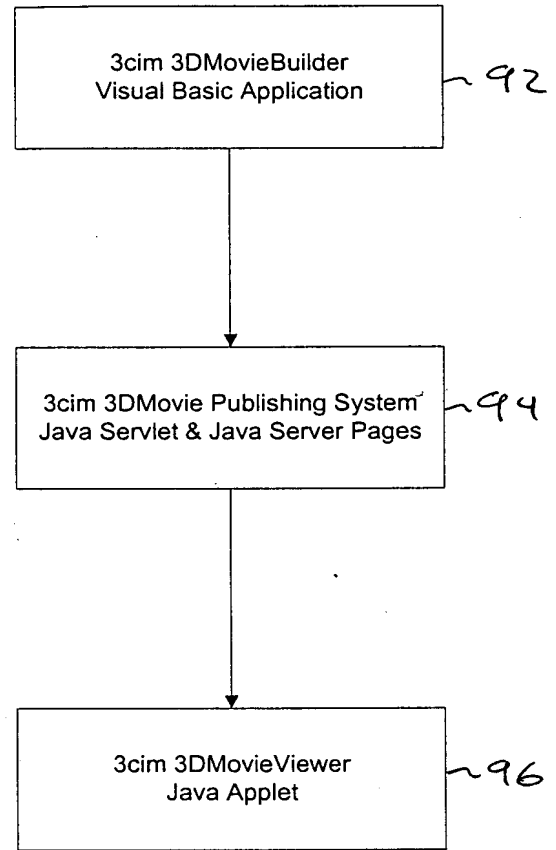 3cim 3DMovieBuilder
Visual Basic Application
92
3cim 3DMovie Publishing System
Java Servlet & Java Server Pages
94
3cim 3DMovieViewer
Java Applet
96